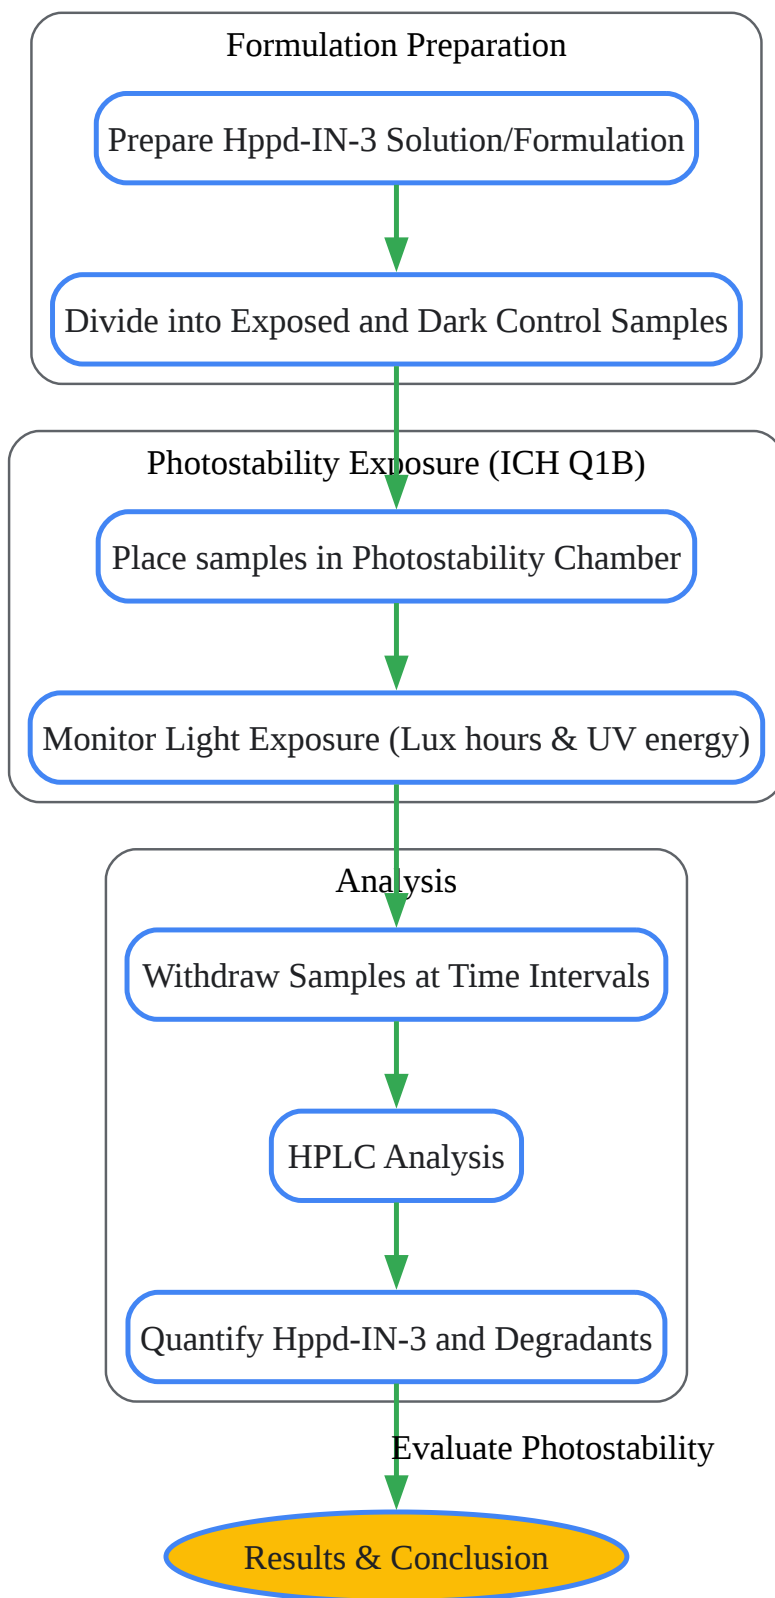 Formulation Preparation
Prepare Hppd-IN-3 Solution/Formulation
Divide into Exposed and Dark Control Samples
Photostability Exposure (ICH Q1B)
Place samples in Photostability Chamber
Monitor Light Exposure (Lux hours & UV energy)
Analysis
Withdraw Samples at Time Intervals
HPLC Analysis
Quantify Hppd-IN-3 and Degradants
Evaluate Photostability
Results & Conclusion